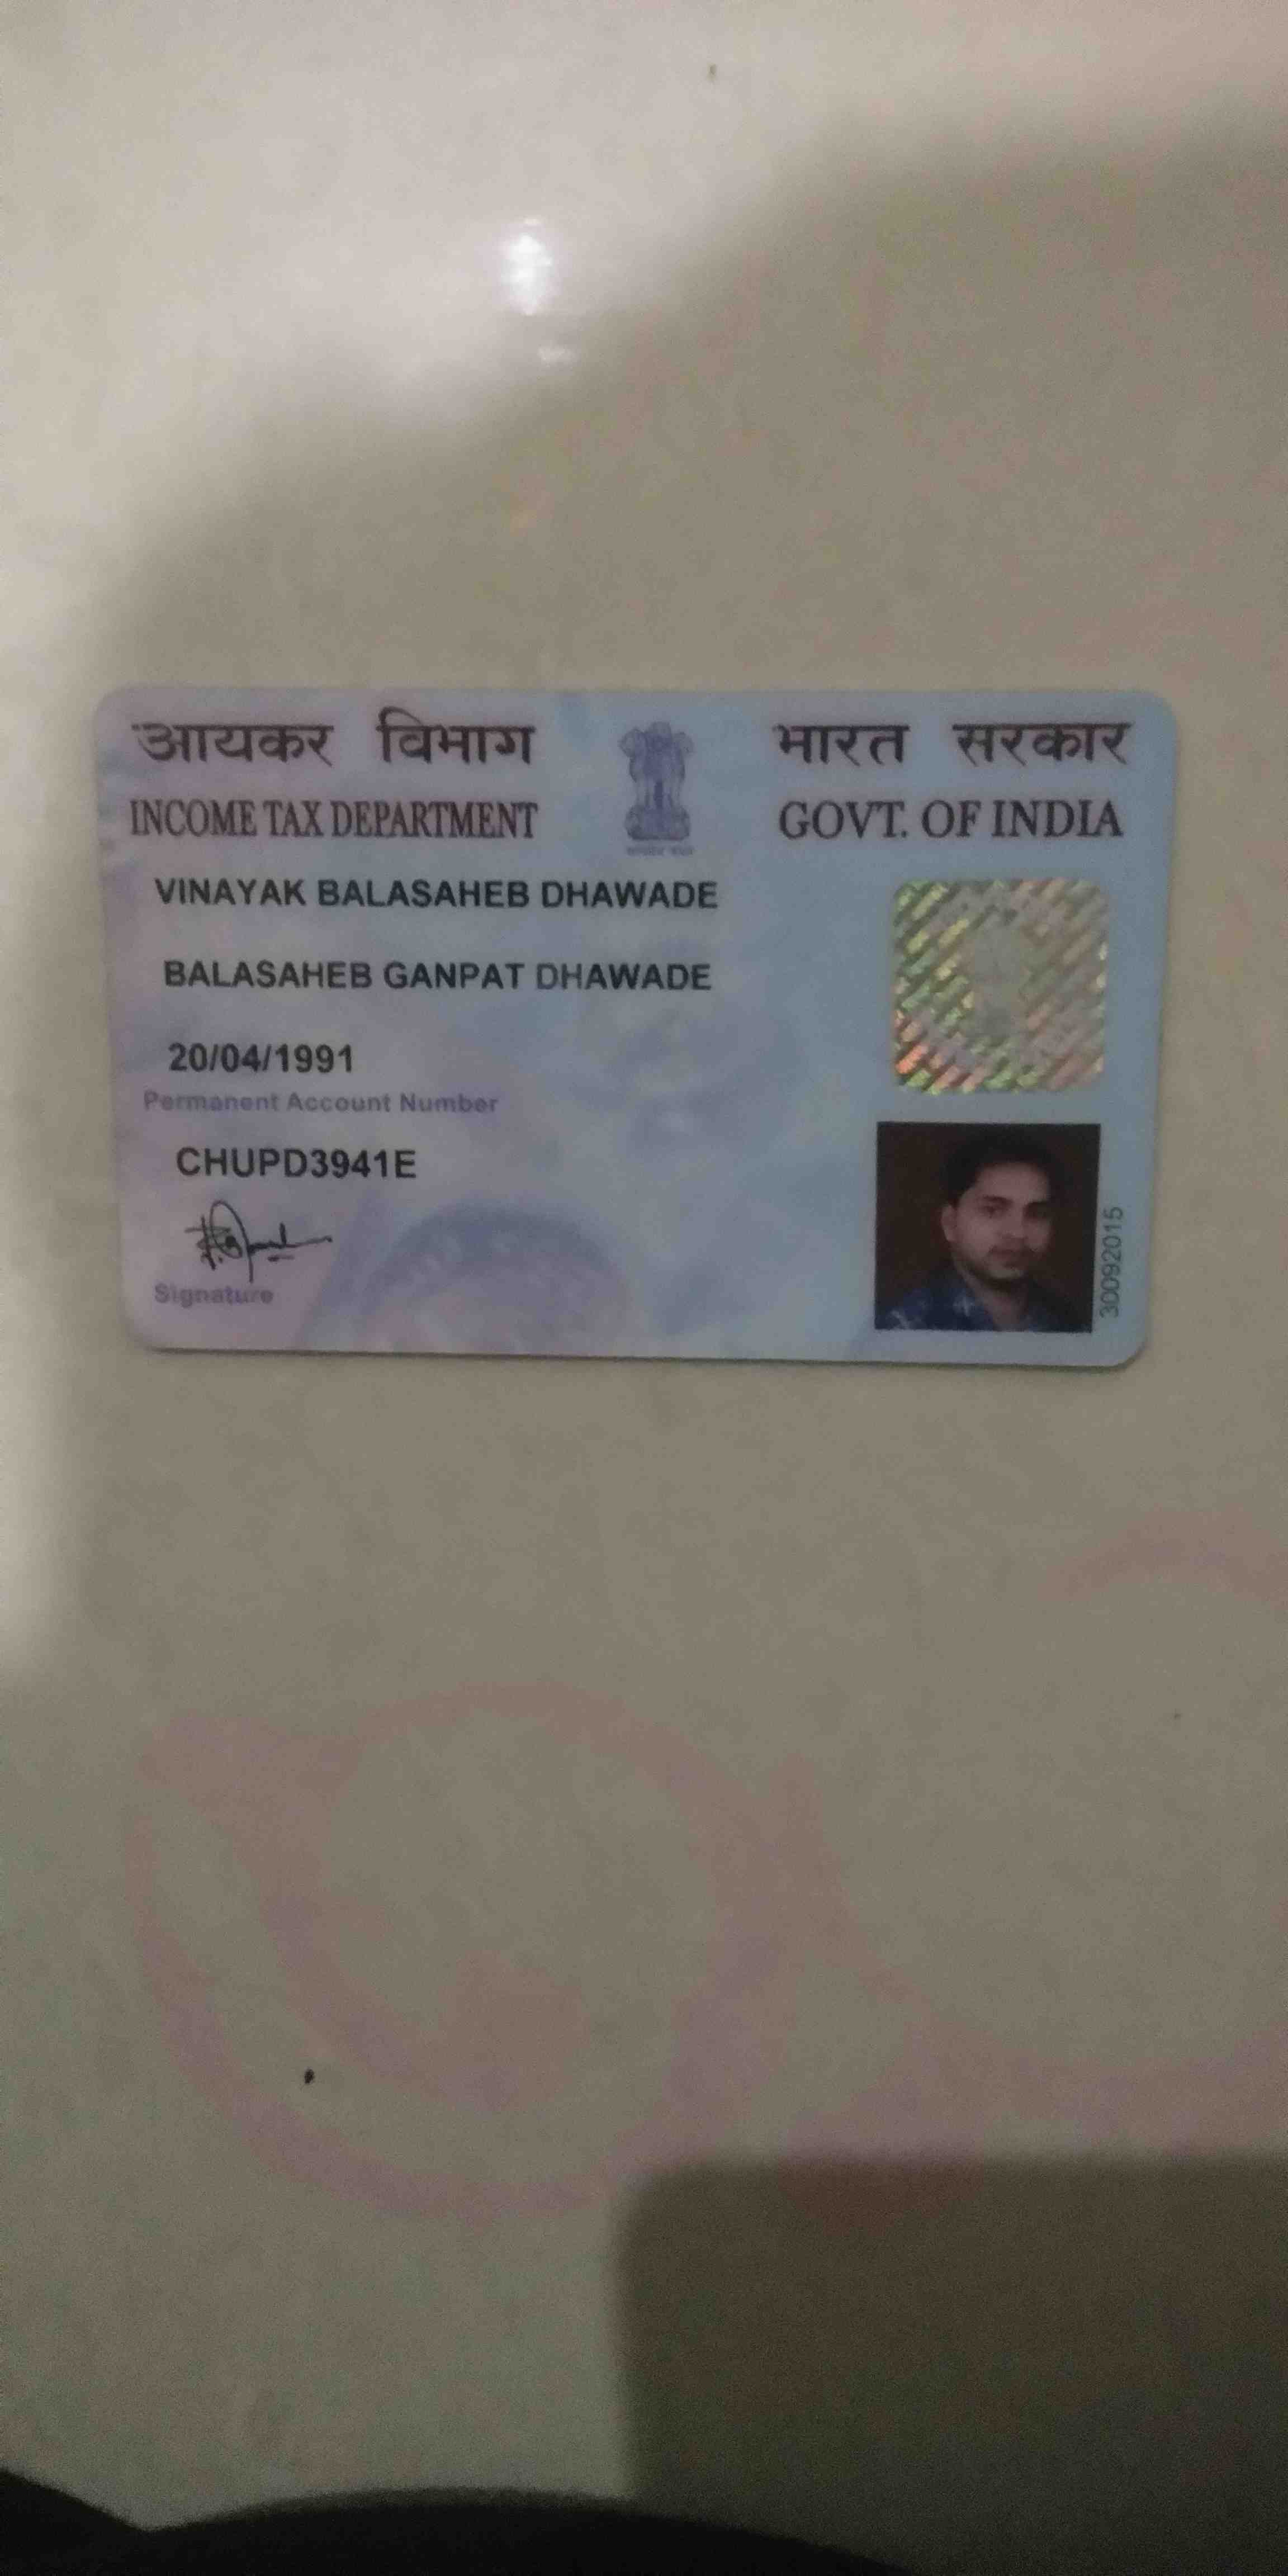 आयकर विभाग
भारत सरकार
INCOME TAX DEPARTMENT
GOVT. OF INDIA
VINAYAK BALASAHEB DHAWADE
BALASAHEB GANPAT DHAWADE
20/04/1991
Permanent Account Number
CHUPD3941E
Signature
30092015